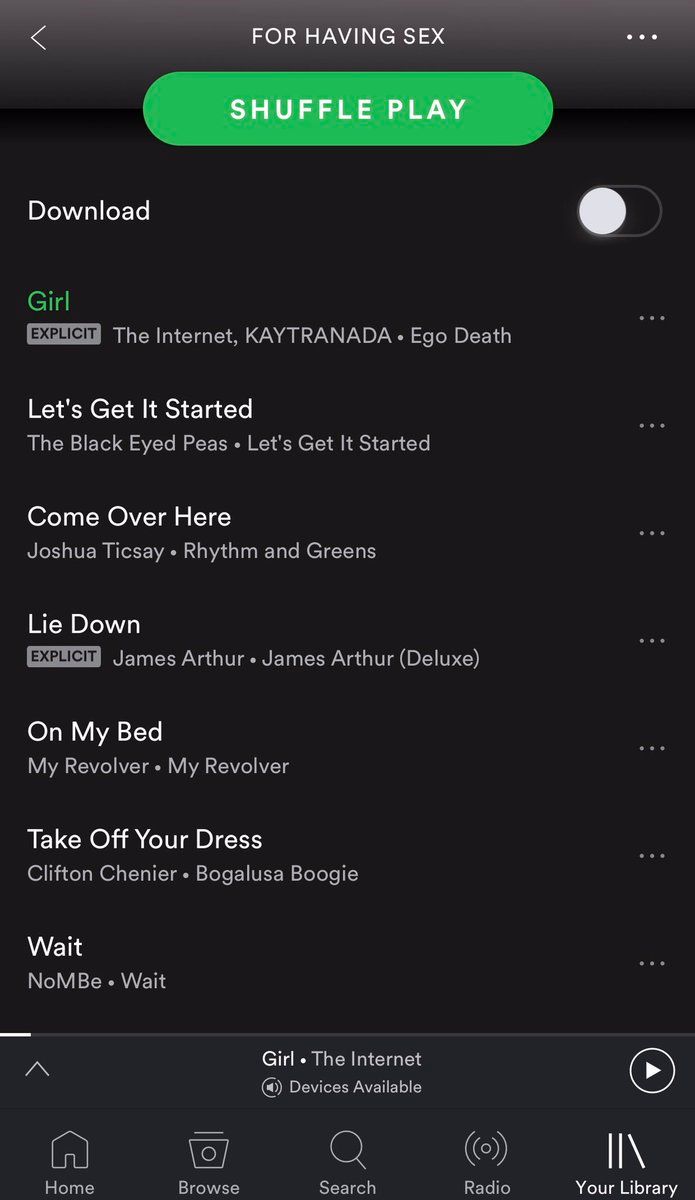 FOR HAVING SEX
SHUFFLE PLAY
Download
Girl
EXPLICIT The Internet, KAYTRANADA • Ego Death
Let's Get It Started
The Black Eyed Peas • Let's Get It Started
Come Over Here
Joshua Ticsay • Rhythm and Greens
Lie Down
EXPLICIT James Arthur • James Arthur (Deluxe)
On My Bed
My Revolver • My Revolver
Take Off Your Dress
Clifton Chenier • Bogalusa Boogie
Wait
NoMBe • Wait
Girl • The Internet
Devices Available
Home Browse Search Radio Your Library